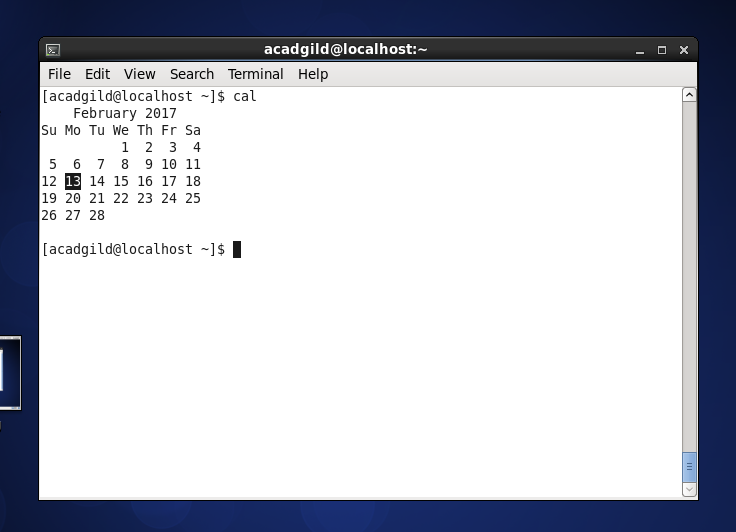 acadgild@localhost:~
File Edit View Search Terminal Help
[acadgild@localhost ~]$ cal
    February 2017
Su Mo Tu We Th Fr Sa
          1  2  3  4
 5  6  7  8  9 10 11
12 13 14 15 16 17 18
19 20 21 22 23 24 25
26 27 28
[acadgild@localhost ~]$